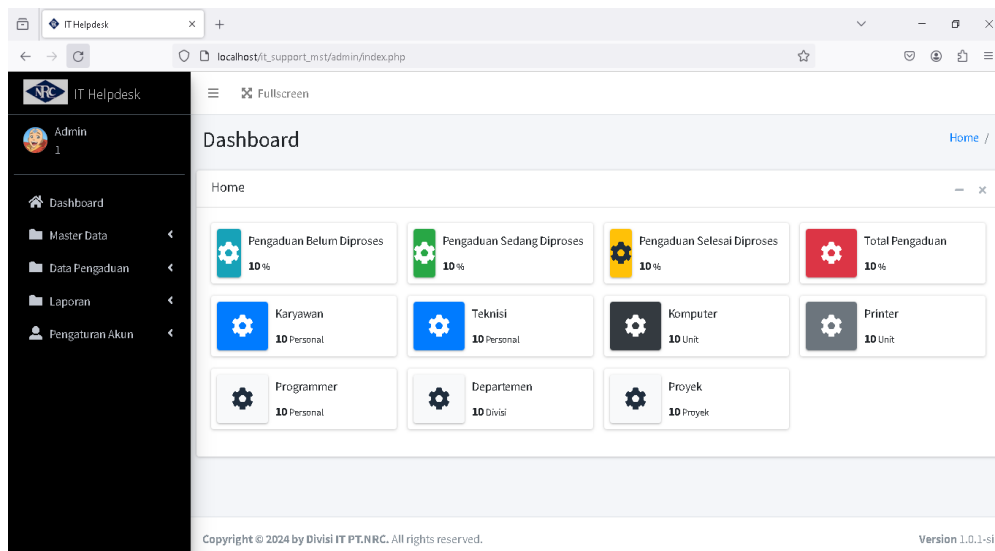 IT Helpdesk
localhost/it_support_mst/admin/index.php
NRC IT Helpdesk
Fullscreen
Admin
1
Dashboard
Home /
Dashboard
Master Data
Data Pengaduan
Laporan
Pengaturan Akun
Home
Pengaduan Belum Diproses
10 %
Pengaduan Sedang Diproses
10 %
Pengaduan Selesai Diproses
10 %
Total Pengaduan
10 %
Karyawan
10 Personal
Teknisi
10 Personal
Komputer
10 Unit
Printer
10 Unit
Programmer
10 Personal
Departemen
10 Divisi
Proyek
10 Proyek
Copyright © 2024 by Divisi IT PT.NRC. All rights reserved.
Version 1.0.1-si